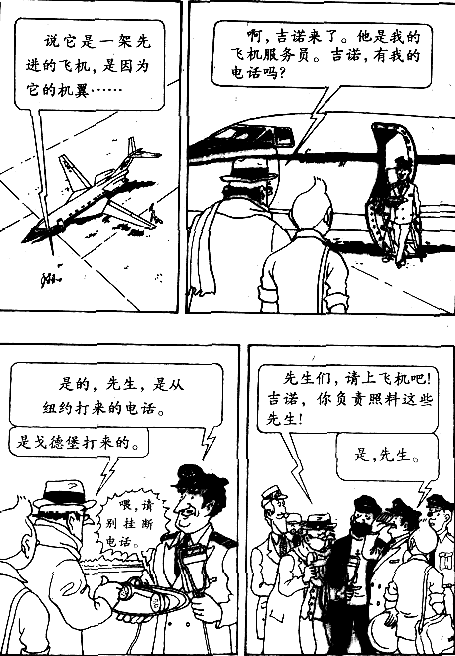 说它是一架先
进的飞机，是因为
它的机翼……
啊，吉诺来了。他是我的
飞机服务员。吉诺，有我的
电话吗？
是的，先生，是从
纽约打来的电话。
是戈德堡打来的。
喂，请
别挂断
电话。
先生们，请上飞机吧！
吉诺，你负责照料这些
先生！
是，先生。